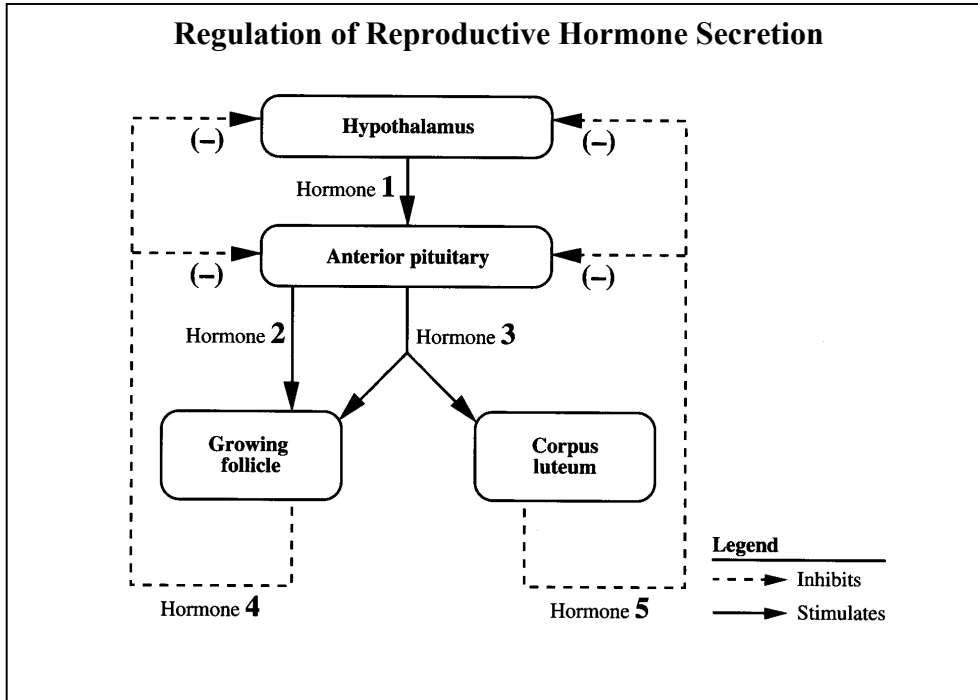 Regulation of Reproductive Hormone Secretion
Hypothalamus
(–)
(–)
Hormone 1
Anterior pituitary
(–)
(–)
Hormone 2
Hormone 3
Growing
follicle
Corpus
luteum
Legend
Inhibits
Hormone 4
Hormone 5
Stimulates